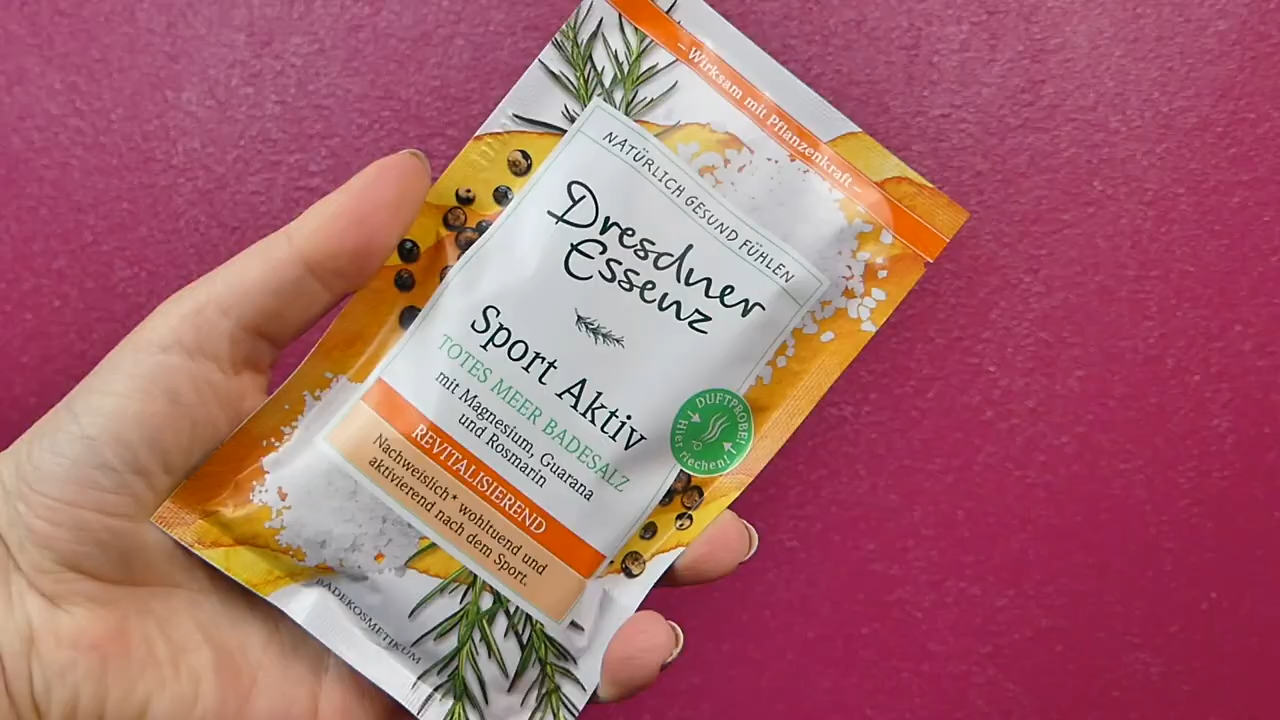 – Wirksam mit Pflanzenkraft –
NATÜRLICH GESUND FÜHLEN
Dresdner
Essenz
Sport Aktiv
TOTES MEER BADESALZ
mit Magnesium, Guarana
und Rosmarin
DUFTPROBE!
Hier riechen!
REVITALISIEREND
Nachweislich* wohltuend und
aktivierend nach dem Sport.
BADEKOSMETIKUM